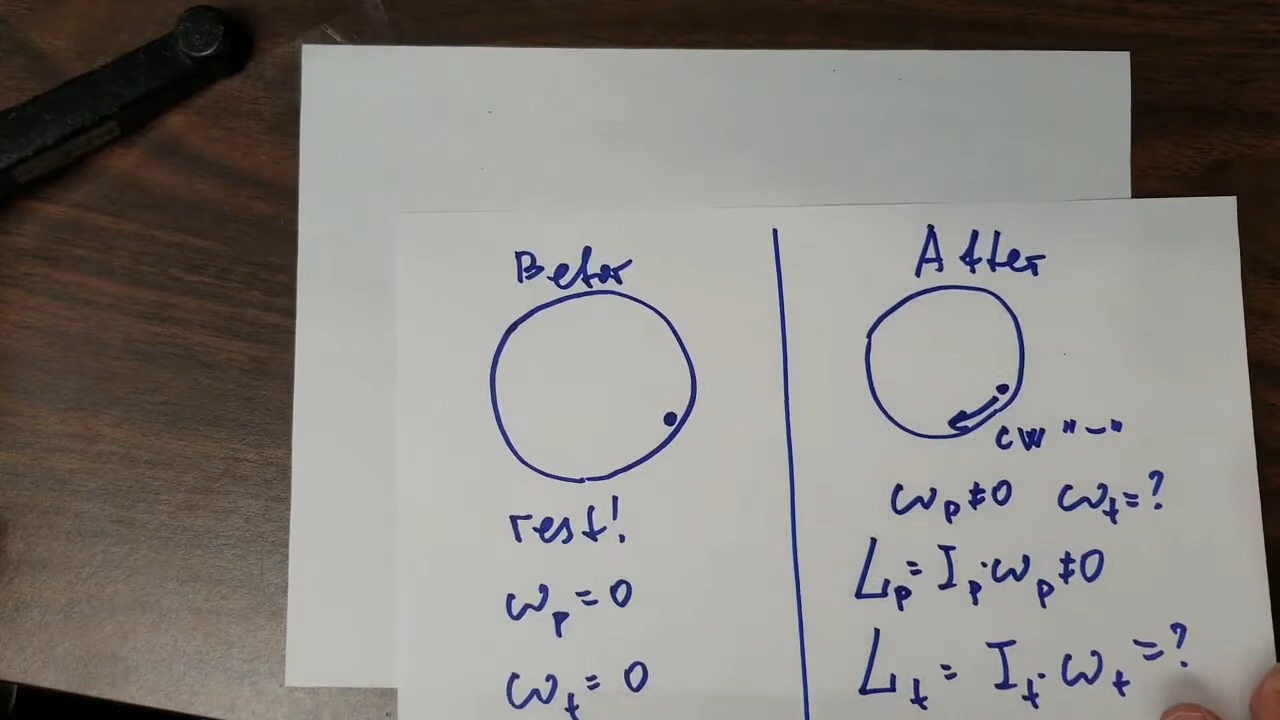 Befor
rest!
ωₚ = 0
ωₜ = 0
After
cw "-"
ωₚ ≠ 0 ωₜ = ?
Lₚ = Iₚ · ωₚ ≠ 0
Lₜ = Iₜ · ωₜ = ?